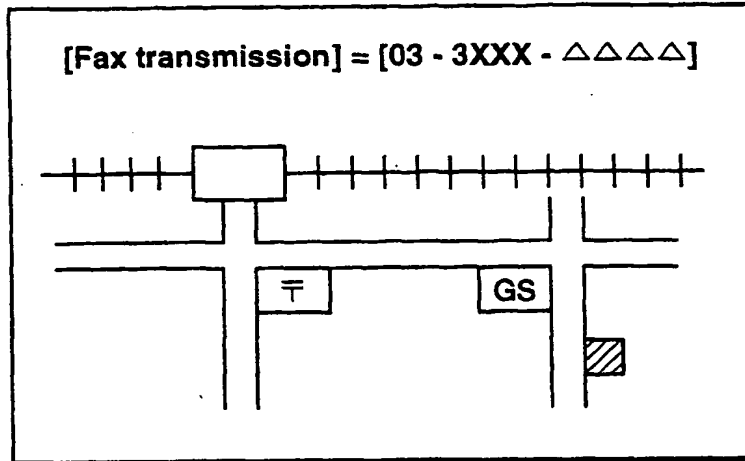 [Fax transmission] = [03 - 3XXX - △△△△]
〒 GS